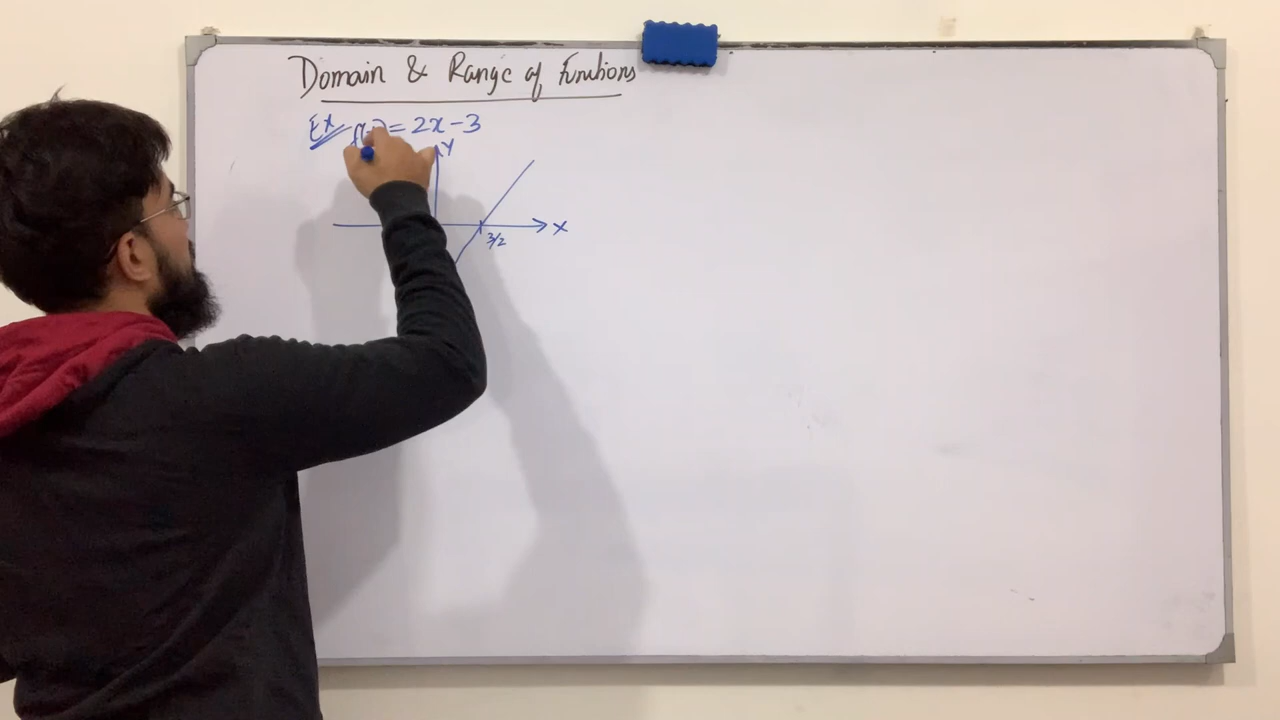 Domain & Range of Functions
Ex f(x) = 2x - 3
Y
X
3/2